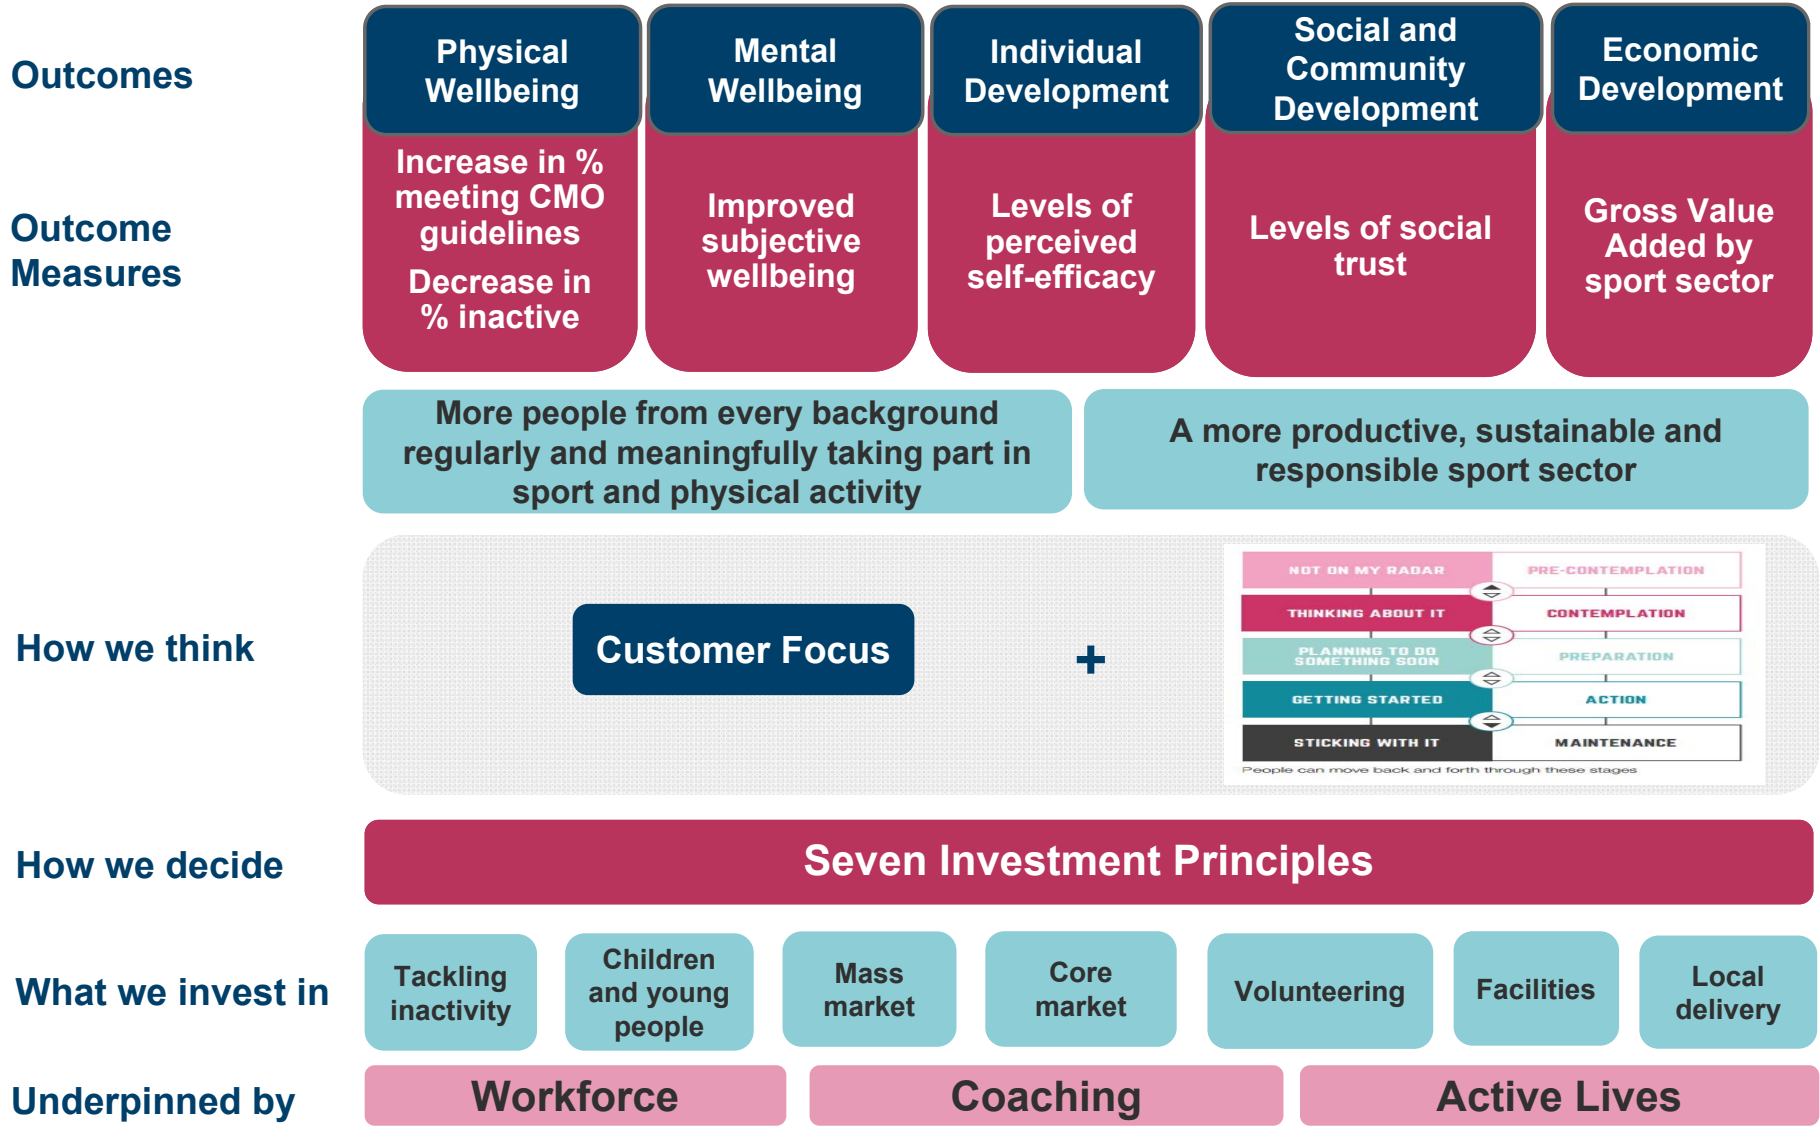 Outcomes
Physical
Wellbeing
Mental
Wellbeing
Individual
Development
Social and
Community
Development
Economic
Development
Outcome
Measures
Increase in %
meeting CMO
guidelines
Decrease in
% inactive
Improved
subjective
wellbeing
Levels of
perceived
self-efficacy
Levels of social
trust
Gross Value
Added by
sport sector
More people from every background
regularly and meaningfully taking part in
sport and physical activity
A more productive, sustainable and
responsible sport sector
How we think
Customer Focus
+
NOT ON MY RADAR
PRE-CONTEMPLATION
THINKING ABOUT IT
CONTEMPLATION
PLANNING TO DO
SOMETHING SOON
PREPARATION
GETTING STARTED
ACTION
STICKING WITH IT
MAINTENANCE
People can move back and forth through these stages
How we decide
Seven Investment Principles
What we invest in
Tackling
inactivity
Children
and young
people
Mass
market
Core
market
Volunteering
Facilities
Local
delivery
Underpinned by
Workforce
Coaching
Active Lives